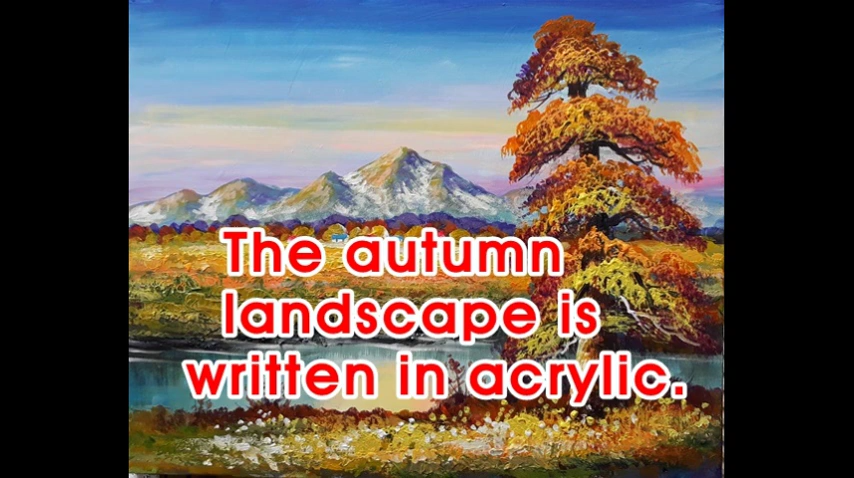 The autumn
landscape is
written in acrylic.